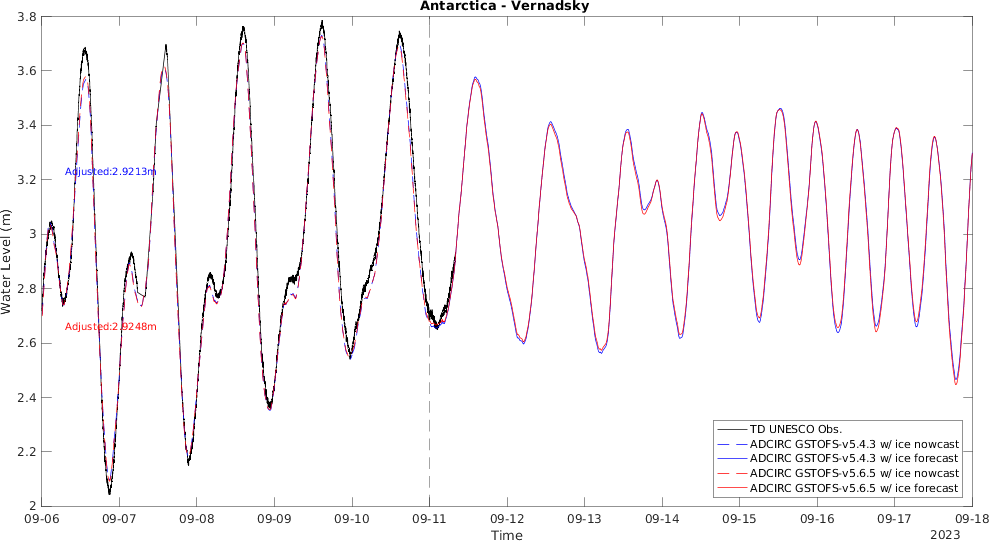 Antarctica - Vernadsky
3.8
3.6
3.4
3.2
3
2.8
2.6
2.4
2.2
2
Water Level (m)
Adjusted:2.9213m
Adjusted:2.9248m
TD UNESCO Obs.
ADCIRC GSTOFS-v5.4.3 w/ ice nowcast
ADCIRC GSTOFS-v5.4.3 w/ ice forecast
ADCIRC GSTOFS-v5.6.5 w/ ice nowcast
ADCIRC GSTOFS-v5.6.5 w/ ice forecast
09-06 09-07 09-08 09-09 09-10 09-11 09-12 09-13 09-14 09-15 09-16 09-17 09-18
Time
2023